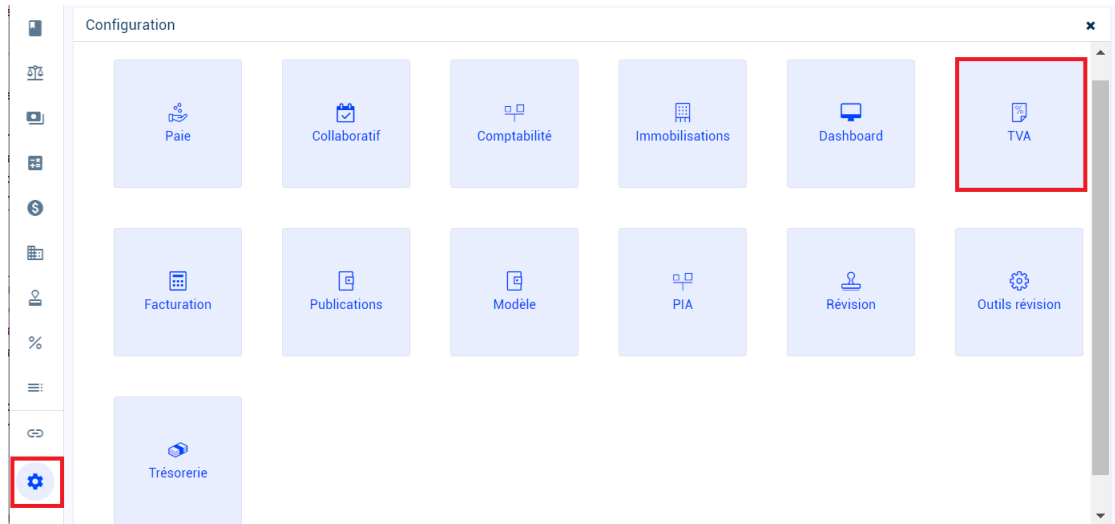 Configuration
Paie
Collaboratif
Comptabilité
Immobilisations
Dashboard
TVA
Facturation
Publications
Modèle
PIA
Révision
Outils révision
Trésorerie